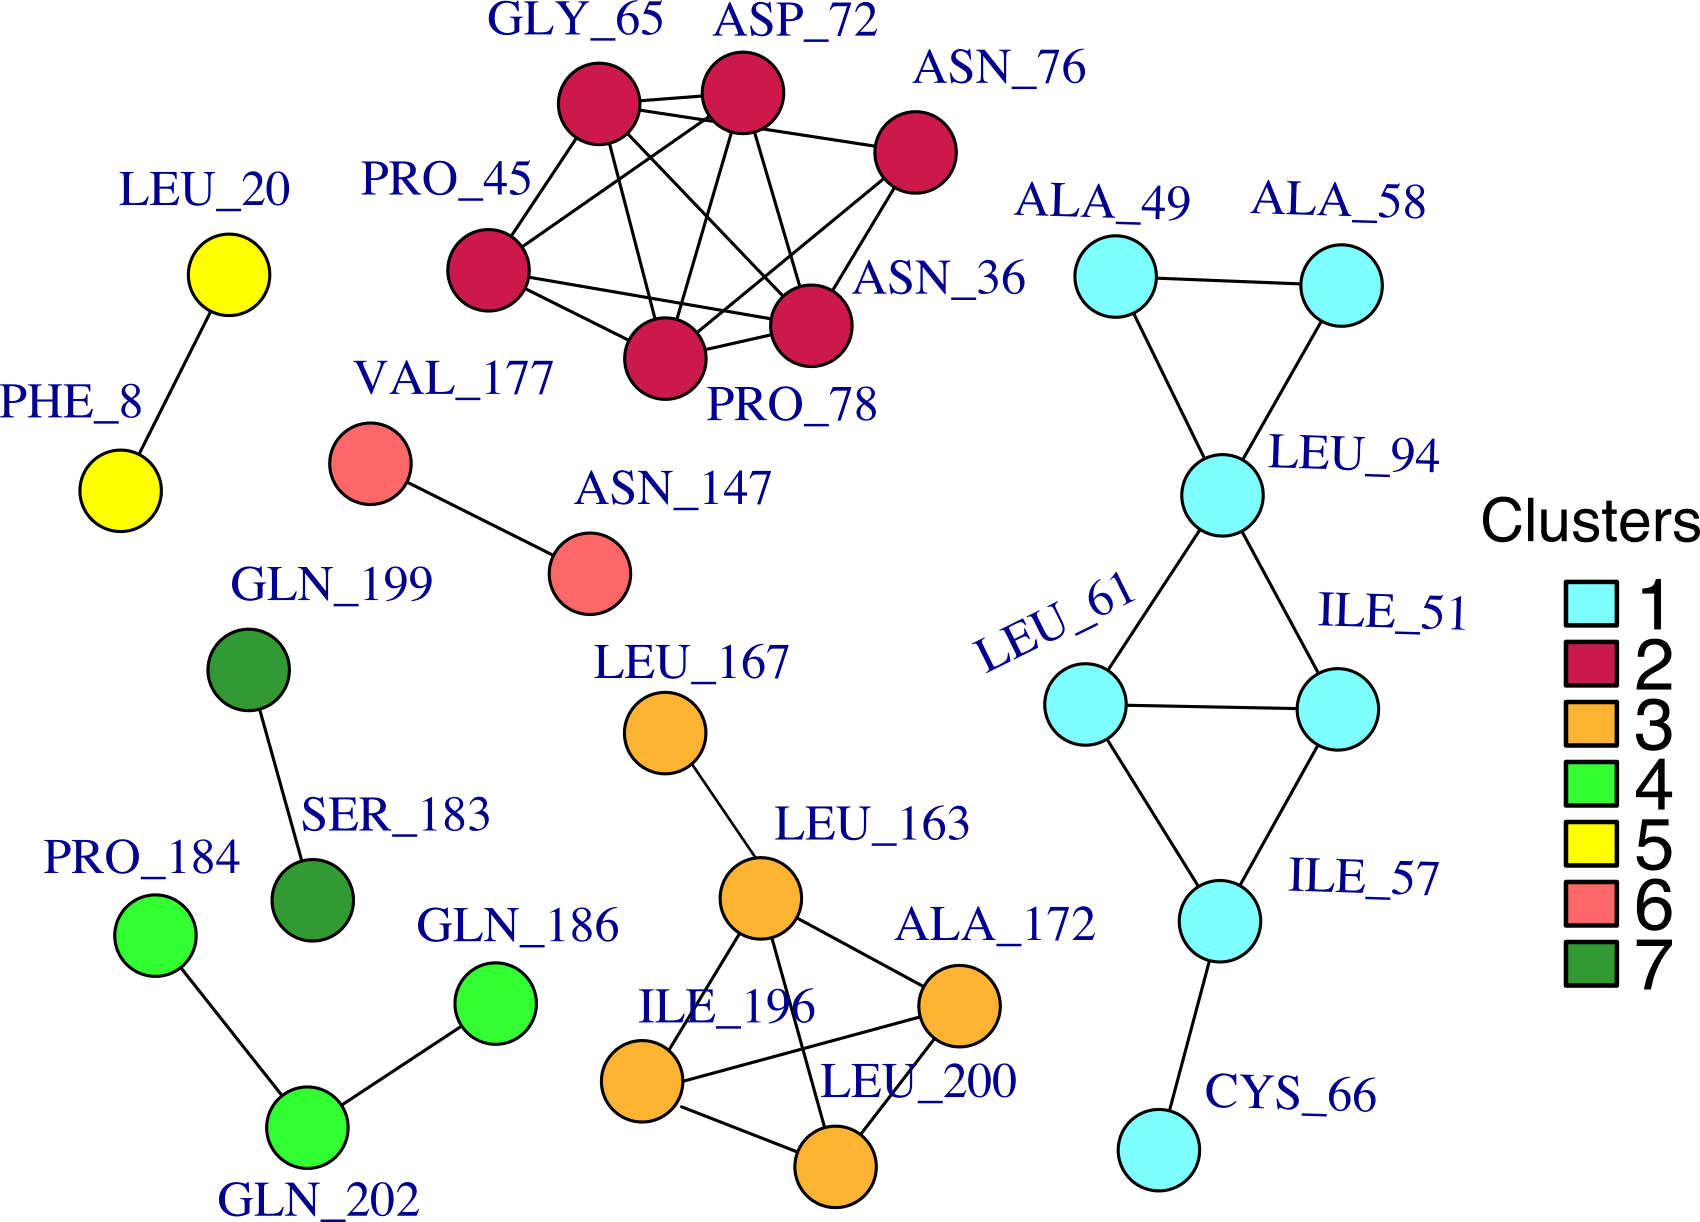 GLY_65
ASP_72
ASN_76
PRO_45
LEU_20
ALA_49
ALA_58
ASN_36
VAL_177
PHE_8
PRO_78
LEU_94
ASN_147
Clusters
GLN_199
LEU_61
ILE_51
1
2
3
4
5
6
7
LEU_167
SER_183
LEU_163
PRO_184
ILE_57
GLN_186
ALA_172
ILE_196
LEU_200
CYS_66
GLN_202